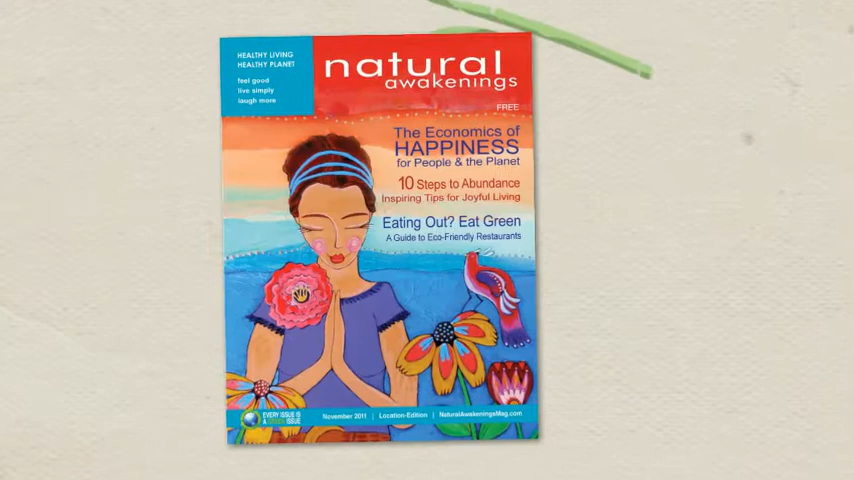 HEALTHY LIVING
HEALTHY PLANET
feel good
live simply
laugh more
natural
awakenings
FREE
The Economics of
HAPPINESS
for People & the Planet
10 Steps to Abundance
Inspiring Tips for Joyful Living
Eating Out? Eat Green
A Guide to Eco-Friendly Restaurants
EVERY ISSUE IS
A GREEN ISSUE
November 2011 | Location-Edition | NaturalAwakeningsMag.com